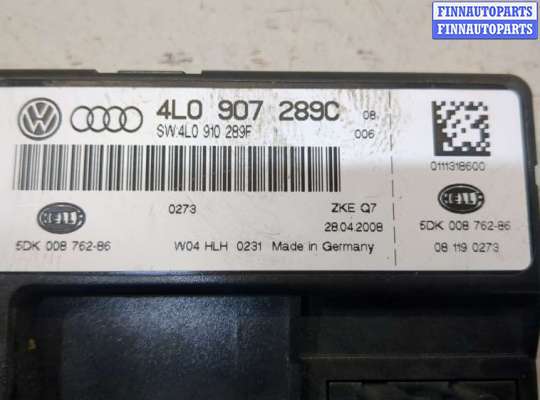 FINNAUTOPARTS
FINNAUTOPARTS
4L0 907 289C 08
SW:4L0 910 289F 006
0111318600
0273 ZKE Q7
HELLA
28.04.2008
HELLA
5DK 008 762-86
5DK 008 762-86
W04 HLH 0231 Made in Germany
08 119 0273